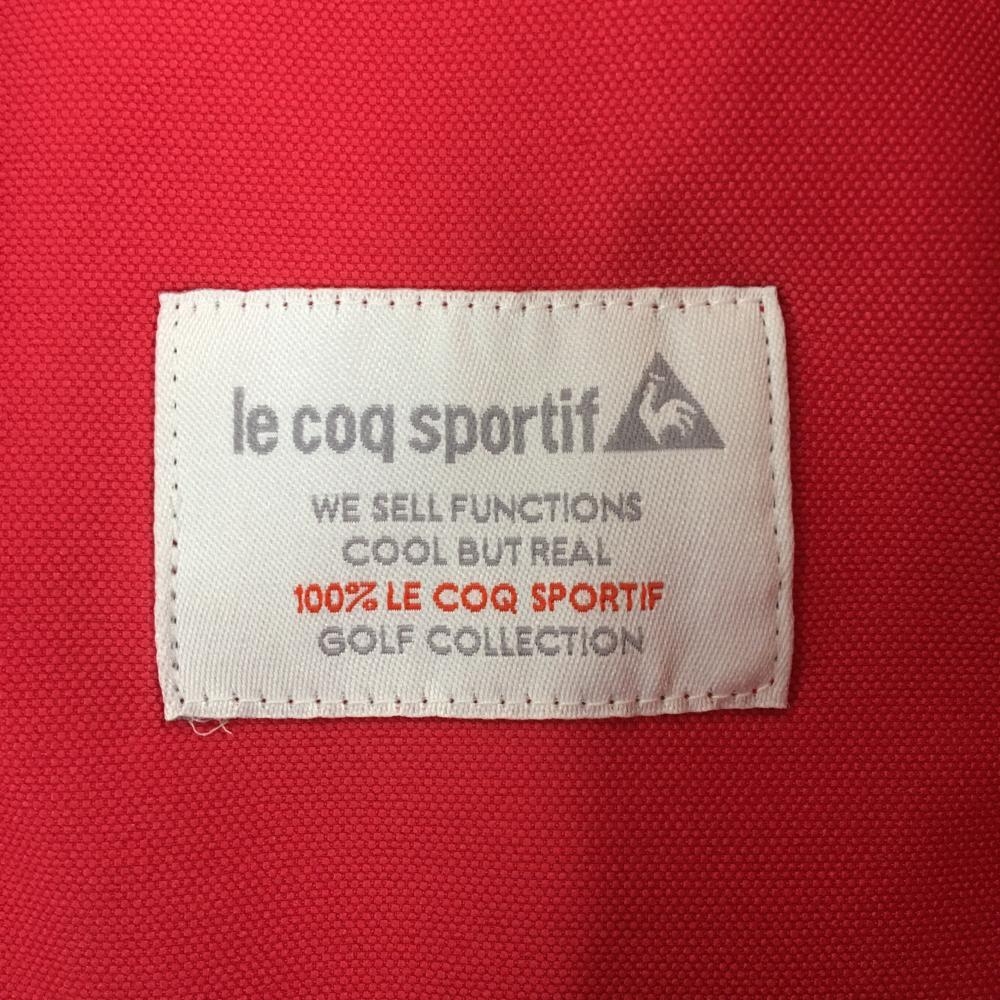 le coq sportif
WE SELL FUNCTIONS
COOL BUT REAL
100% LE COQ SPORTIF
GOLF COLLECTION